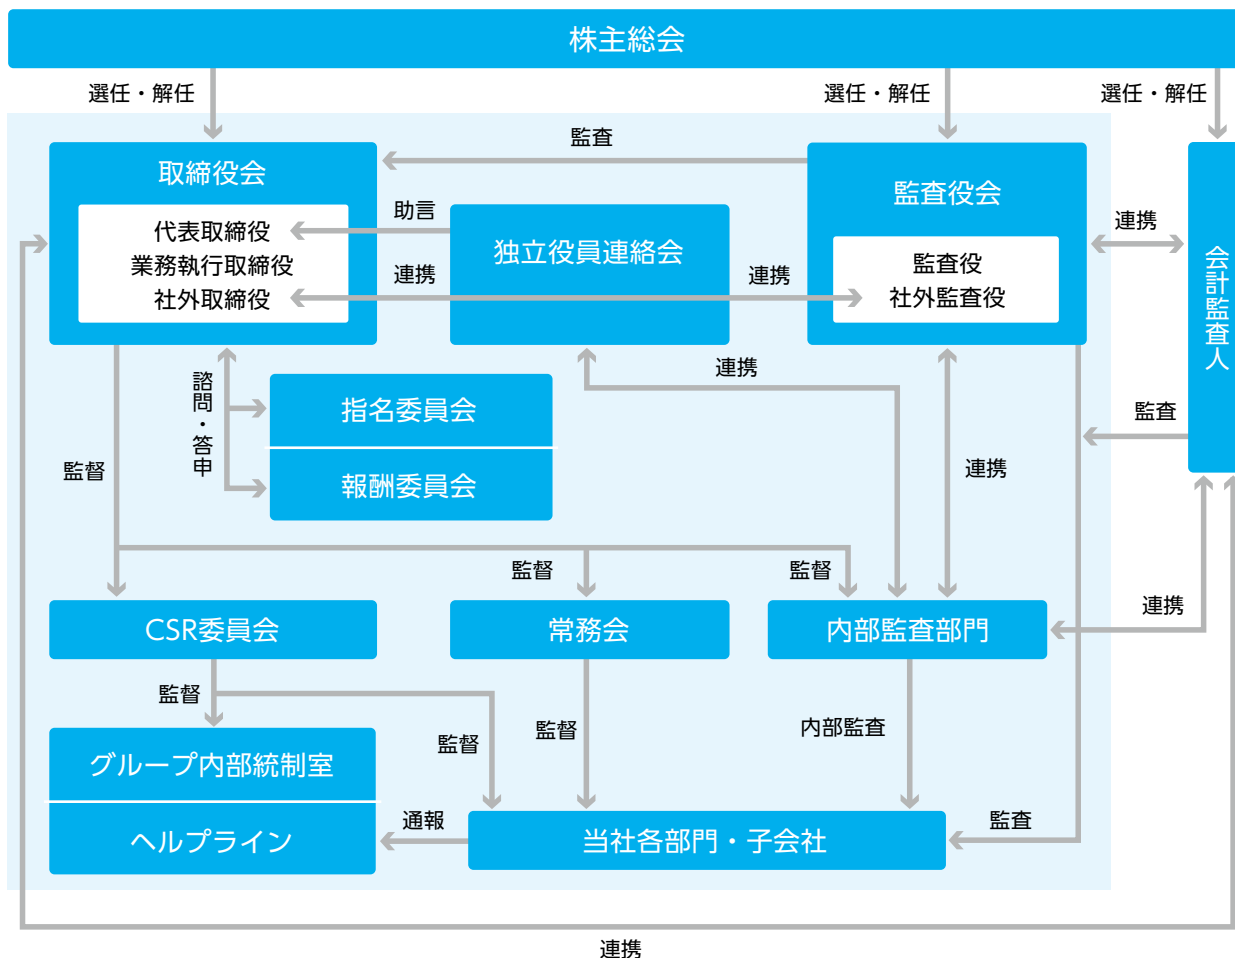 株主総会
選任・解任
選任・解任
選任・解任
監査
取締役会
監査役会
代表取締役
業務執行取締役
社外取締役
助言
独立役員連絡会
連携
連携
監査役
社外監査役
連携
会計監査人
諮問・答申
指名委員会
報酬委員会
連携
監査
監督
連携
監督
監督
CSR委員会
常務会
内部監査部門
連携
監督
監督
監督
内部監査
グループ内部統制室
ヘルプライン
通報
当社各部門・子会社
監査
連携